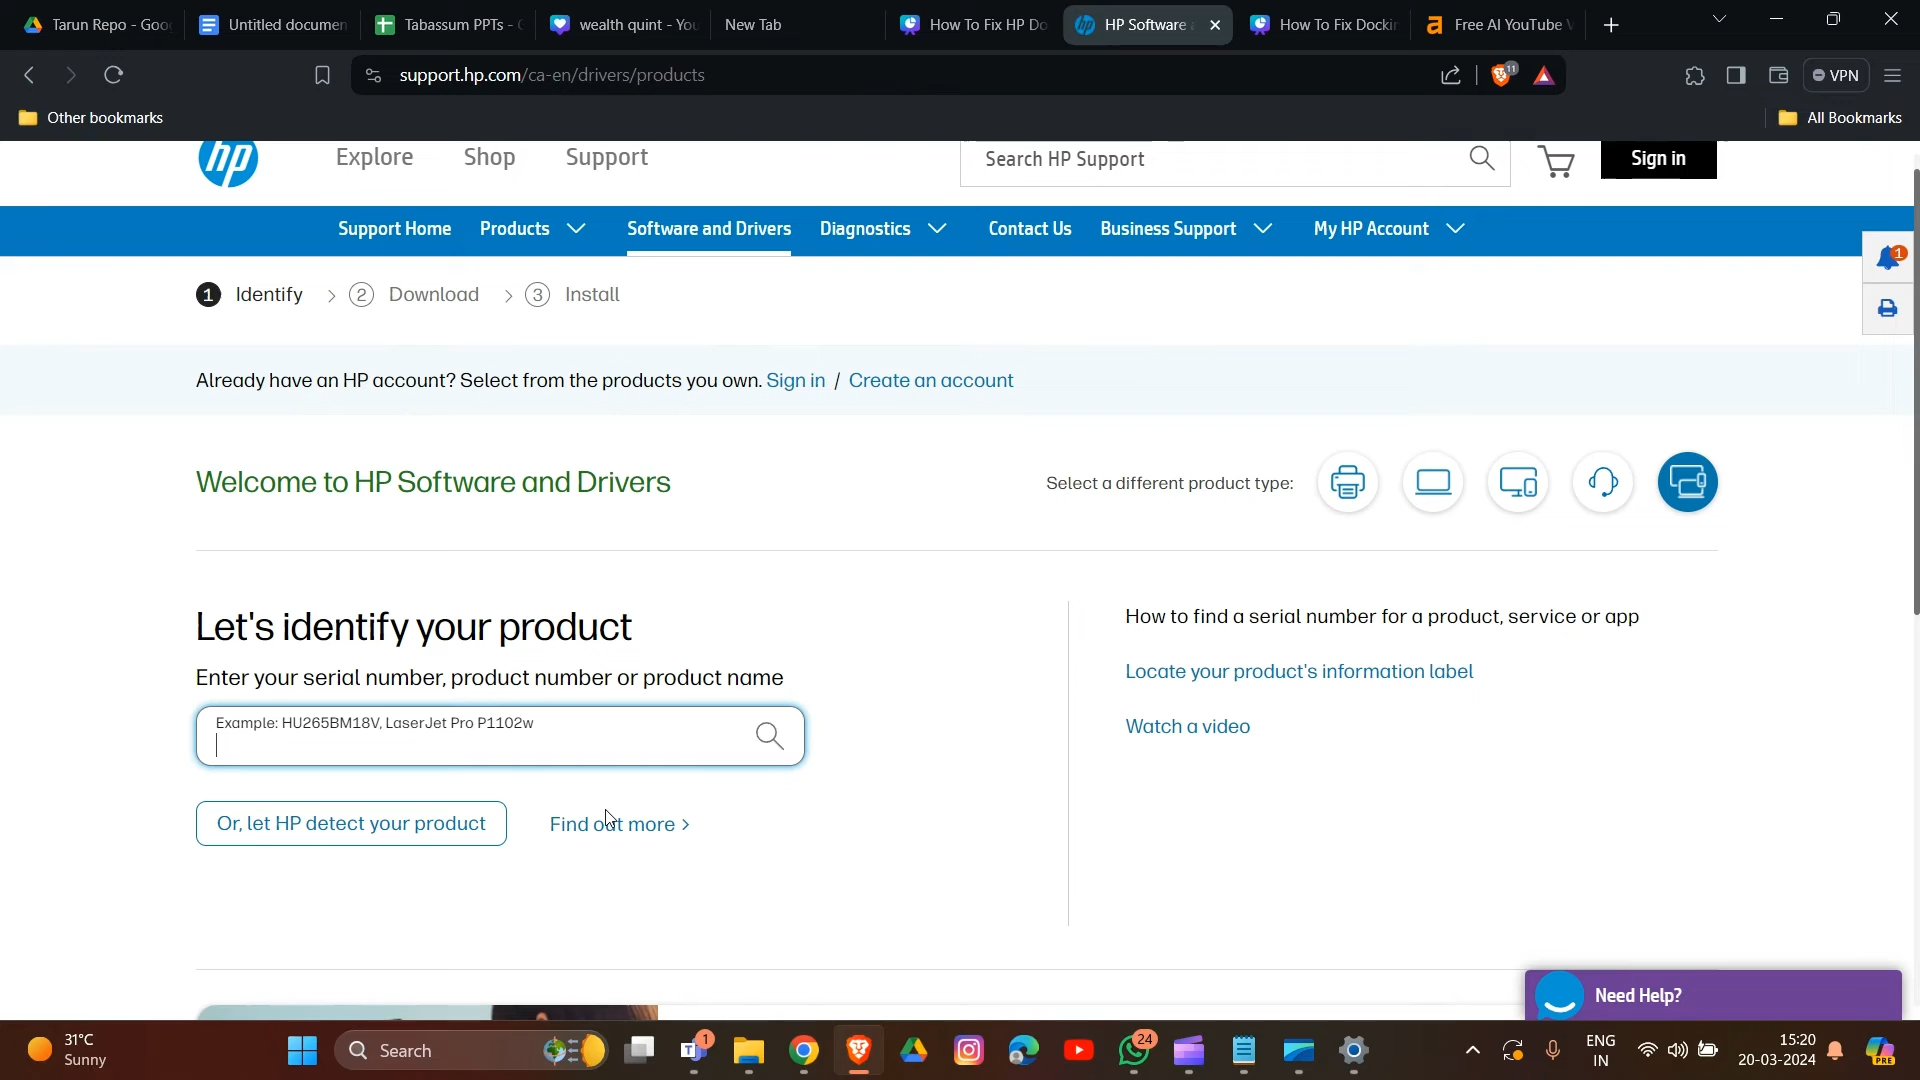 Tarun Repo - Goo
Untitled documen
Tabassum PPTs -
wealth quint - You
New Tab
How To Fix HP Do
HP Software
How To Fix Dockin
Free AI YouTube V
support.hp.com/ca-en/drivers/products
11
VPN
Other bookmarks
All Bookmarks
hp
Explore
Shop
Support
Search HP Support
Sign in
Support Home
Products
Software and Drivers
Diagnostics
Contact Us
Business Support
My HP Account
1
1 Identify > 2 Download > 3 Install
Already have an HP account? Select from the products you own. Sign in / Create an account
Welcome to HP Software and Drivers
Select a different product type:
Let's identify your product
Enter your serial number, product number or product name
Example: HU265BM18V, LaserJet Pro P1102w
Or, let HP detect your product
Find out more >
How to find a serial number for a product, service or app
Locate your product's information label
Watch a video
Need Help?
31°C
Sunny
Search
1
24
ENG
IN
15:20
20-03-2024
PRE